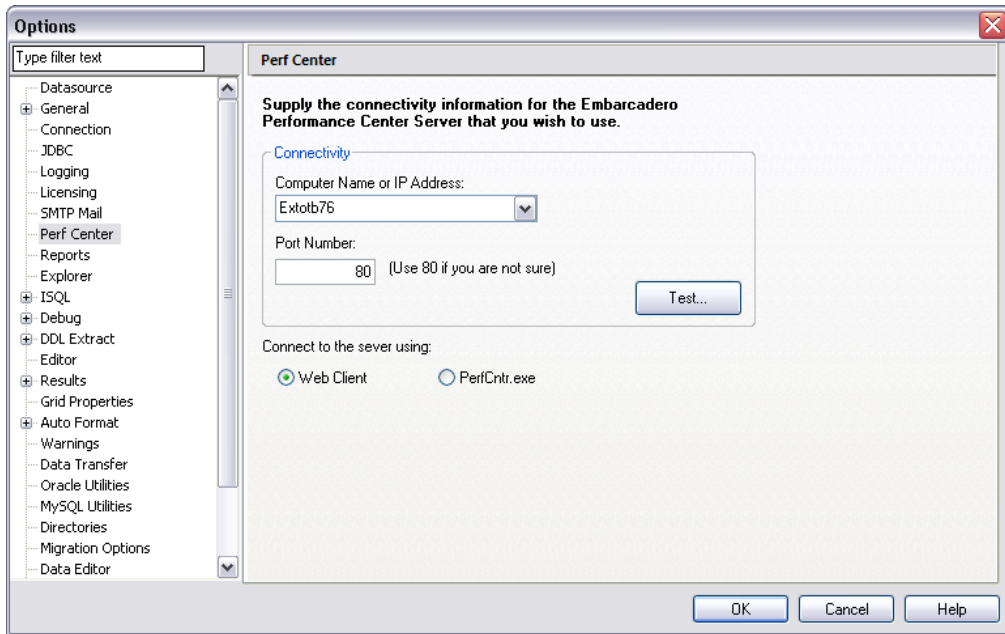 Options
Type filter text
Datasource
General
Connection
JDBC
Logging
Licensing
SMTP Mail
Perf Center
Reports
Explorer
ISQL
Debug
DDL Extract
Editor
Results
Grid Properties
Auto Format
Warnings
Data Transfer
Oracle Utilities
MySQL Utilities
Directories
Migration Options
Data Editor
Perf Center
Supply the connectivity information for the Embarcadero
Performance Center Server that you wish to use.
Connectivity
Computer Name or IP Address:
Extotb76
Port Number:
80 (Use 80 if you are not sure)
Test...
Connect to the sever using:
Web Client PerfCntr.exe
OK Cancel Help